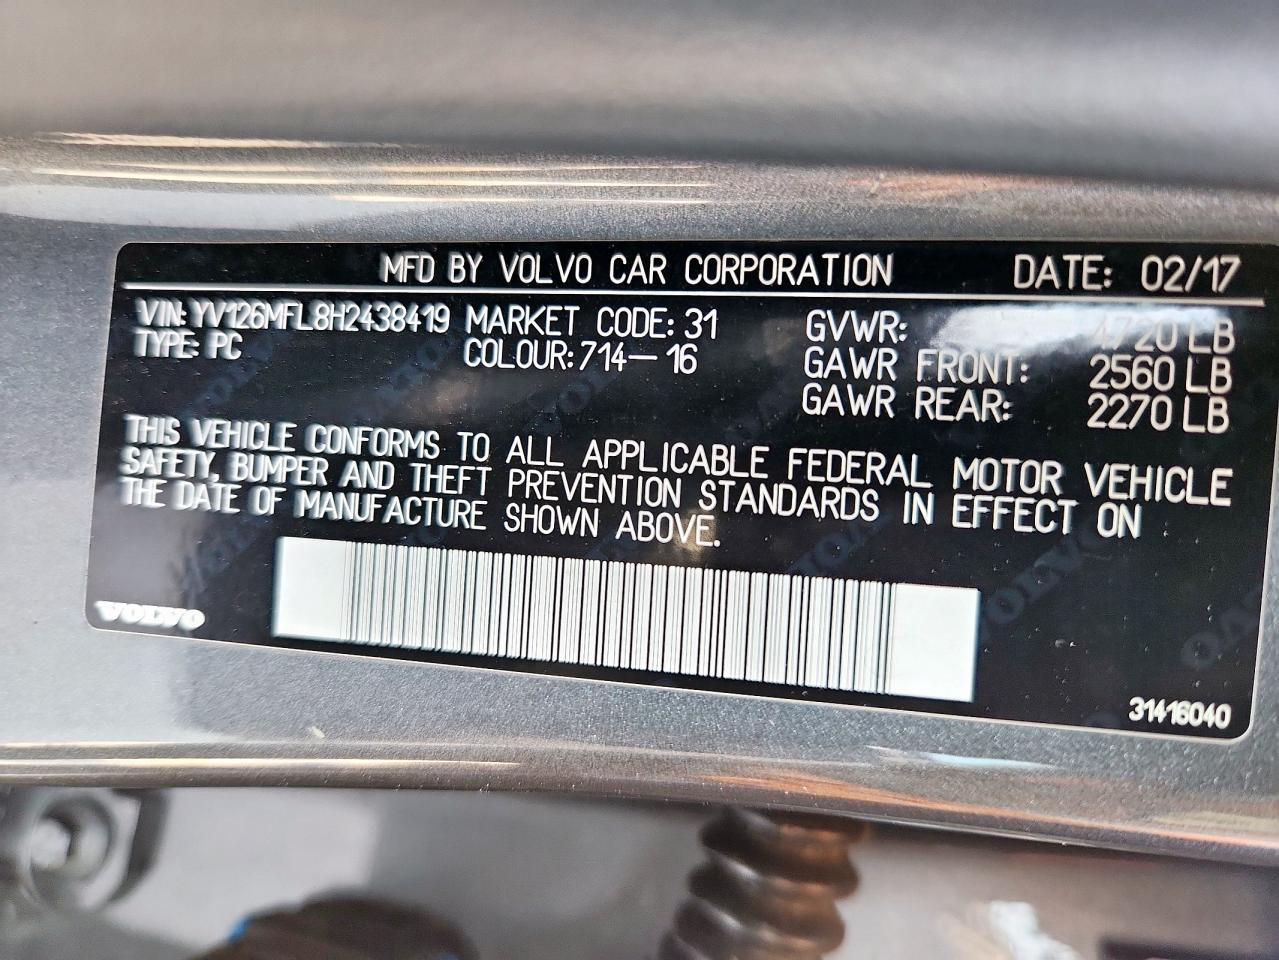 MFD BY VOLVO CAR CORPORATION DATE: 02/17
VIN: YV126MFL8H2438419 MARKET CODE: 31 GVWR: 4720 LB
TYPE: PC COLOUR: 714-16 GAWR FRONT: 2560 LB
GAWR REAR: 2270 LB
THIS VEHICLE CONFORMS TO ALL APPLICABLE FEDERAL MOTOR VEHICLE
SAFETY, BUMPER AND THEFT PREVENTION STANDARDS IN EFFECT ON
THE DATE OF MANUFACTURE SHOWN ABOVE.
VOLVO
31416040